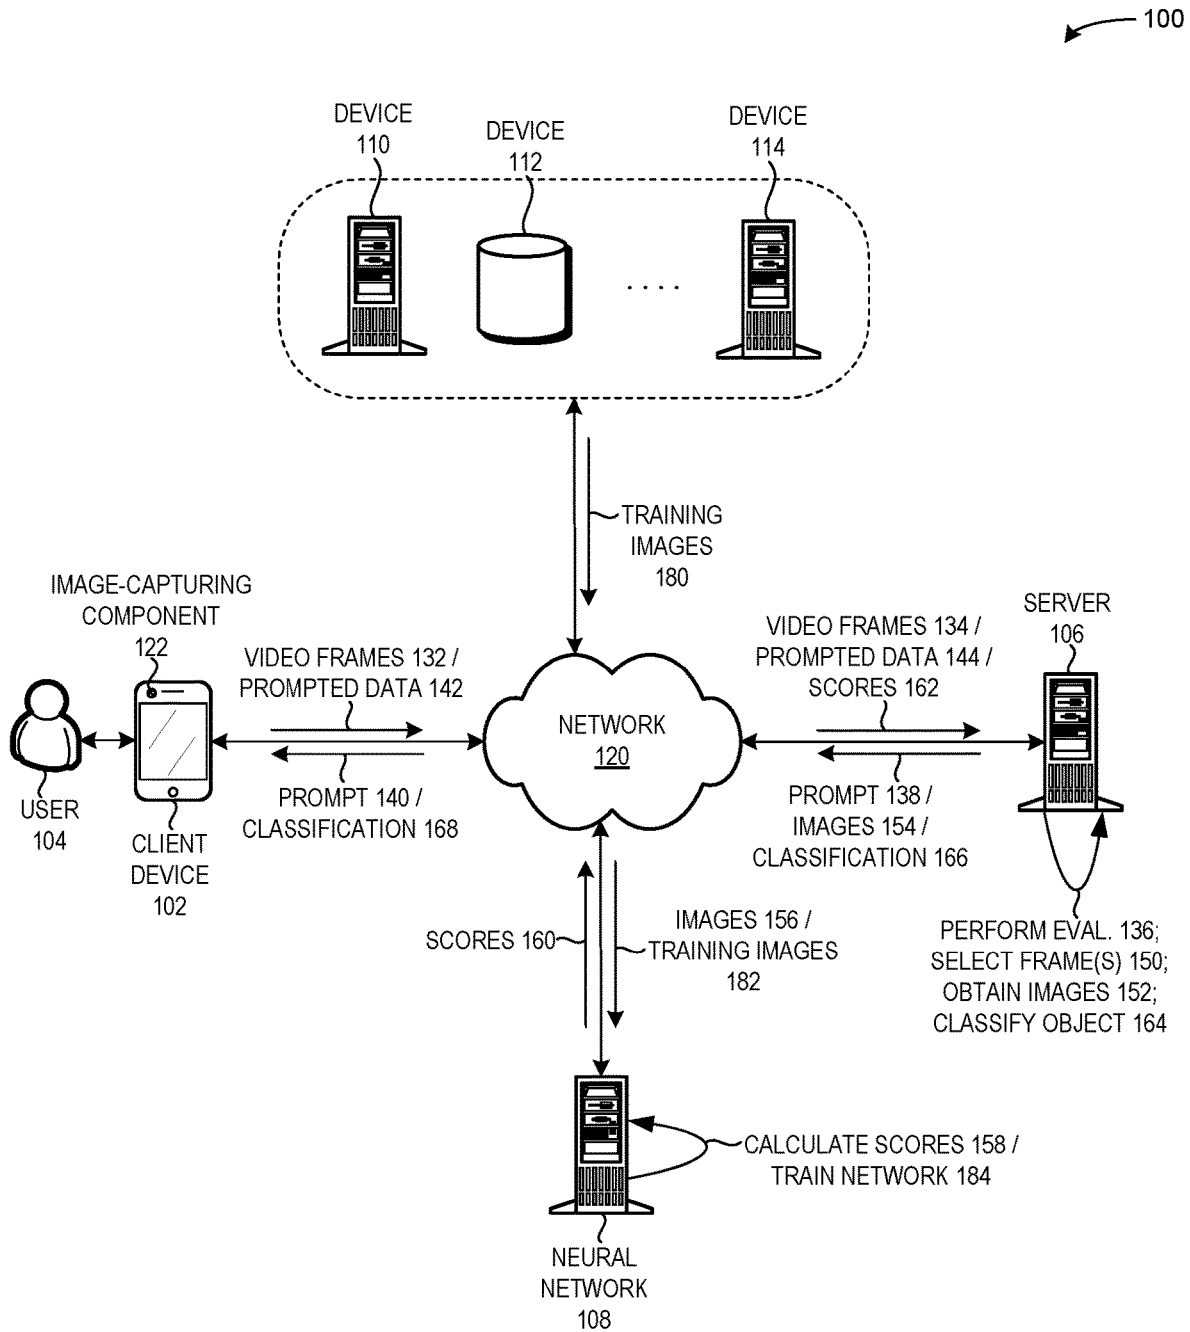 100
DEVICE
110
DEVICE
112
DEVICE
114
TRAINING
IMAGES
180
IMAGE-CAPTURING
COMPONENT
122
VIDEO FRAMES 132 /
PROMPTED DATA 142
VIDEO FRAMES 134 /
PROMPTED DATA 144 /
SCORES 162
SERVER
106
NETWORK
120
USER
104
CLIENT
DEVICE
102
PROMPT 140 /
CLASSIFICATION 168
PROMPT 138 /
IMAGES 154 /
CLASSIFICATION 166
SCORES 160
IMAGES 156 /
TRAINING IMAGES
182
PERFORM EVAL. 136;
SELECT FRAME(S) 150;
OBTAIN IMAGES 152;
CLASSIFY OBJECT 164
CALCULATE SCORES 158 /
TRAIN NETWORK 184
NEURAL
NETWORK
108